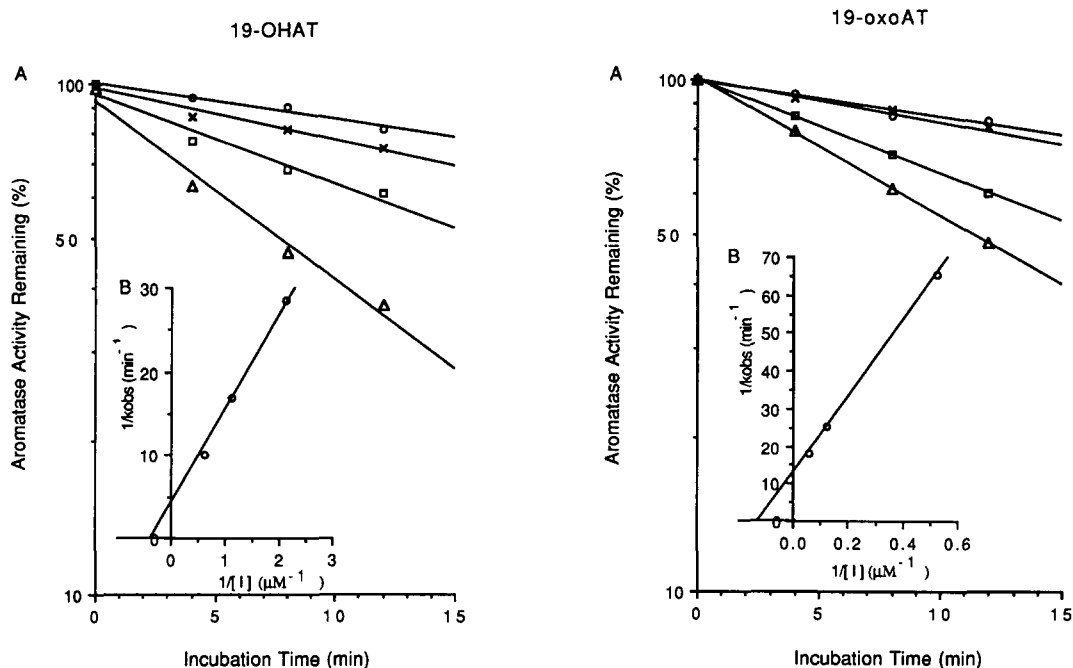 19-OHAT
A
100
50
10
Aromatase Activity Remaining (%)
0
5
10
15
Incubation Time (min)
B
30
20
10
0
1/kobs (min⁻¹)
0
1
2
3
1/[I] (µM⁻¹)
19-oxoAT
A
100
50
10
Aromatase Activity Remaining (%)
0
5
10
15
Incubation Time (min)
B
70
60
50
40
30
20
10
0
1/kobs (min⁻¹)
0.0
0.2
0.4
0.6
1/[I] (µM⁻¹)